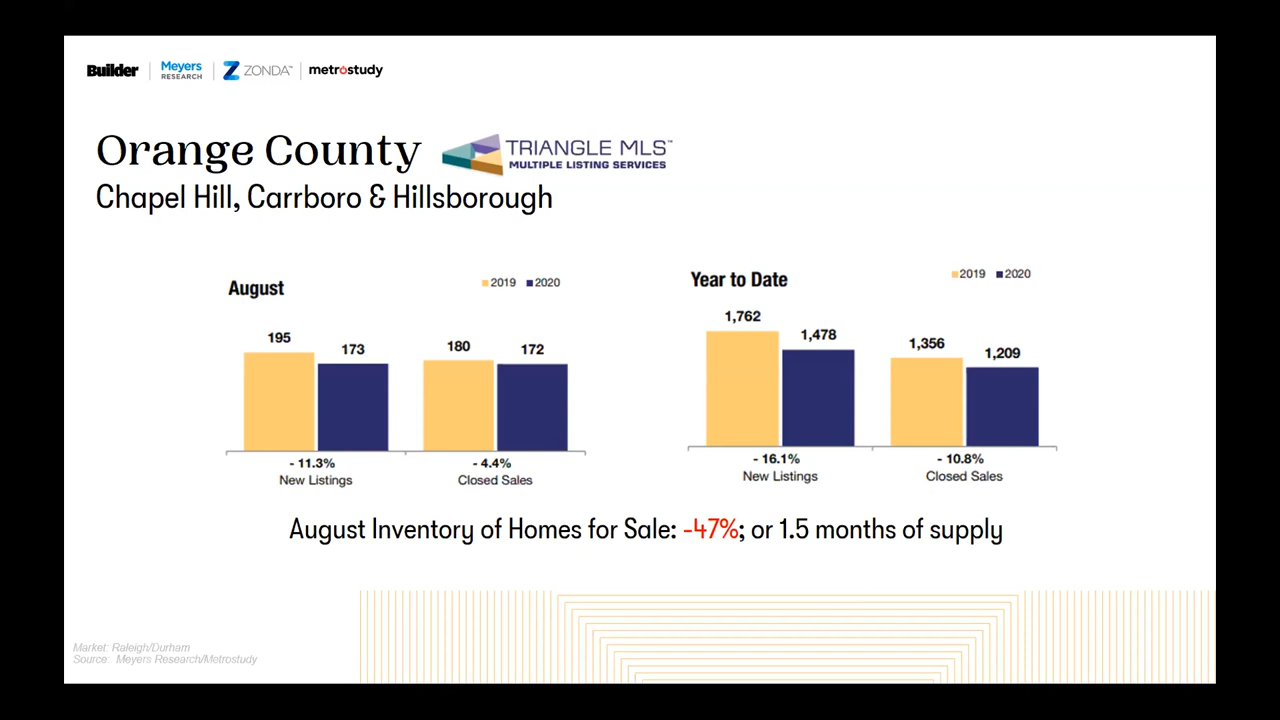 Builder | Meyers RESEARCH | ZONDA™ | metrostudy
Orange County
TRIANGLE MLS™
MULTIPLE LISTING SERVICES
Chapel Hill, Carrboro & Hillsborough
August
2019 2020
195 173 180 172
- 11.3% - 4.4%
New Listings Closed Sales
Year to Date
2019 2020
1,762 1,478 1,356 1,209
- 16.1% - 10.8%
New Listings Closed Sales
August Inventory of Homes for Sale: -47%; or 1.5 months of supply
Market: Raleigh/Durham
Source: Meyers Research/Metrostudy